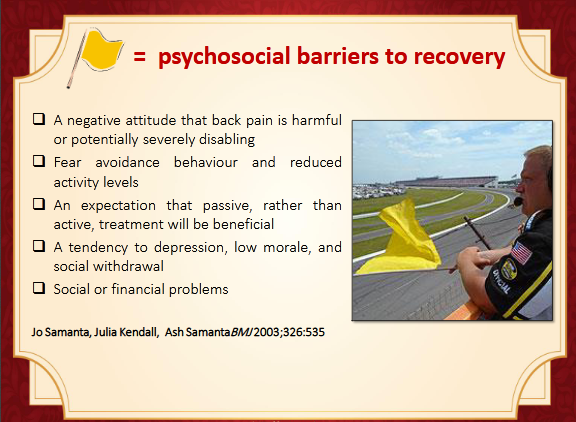 = psychosocial barriers to recovery
❑ A negative attitude that back pain is harmful
or potentially severely disabling
❑ Fear avoidance behaviour and reduced
activity levels
❑ An expectation that passive, rather than
active, treatment will be beneficial
❑ A tendency to depression, low morale, and
social withdrawal
❑ Social or financial problems
Jo Samanta, Julia Kendall, Ash SamantaBMJ2003;326:535
OFFICIAL